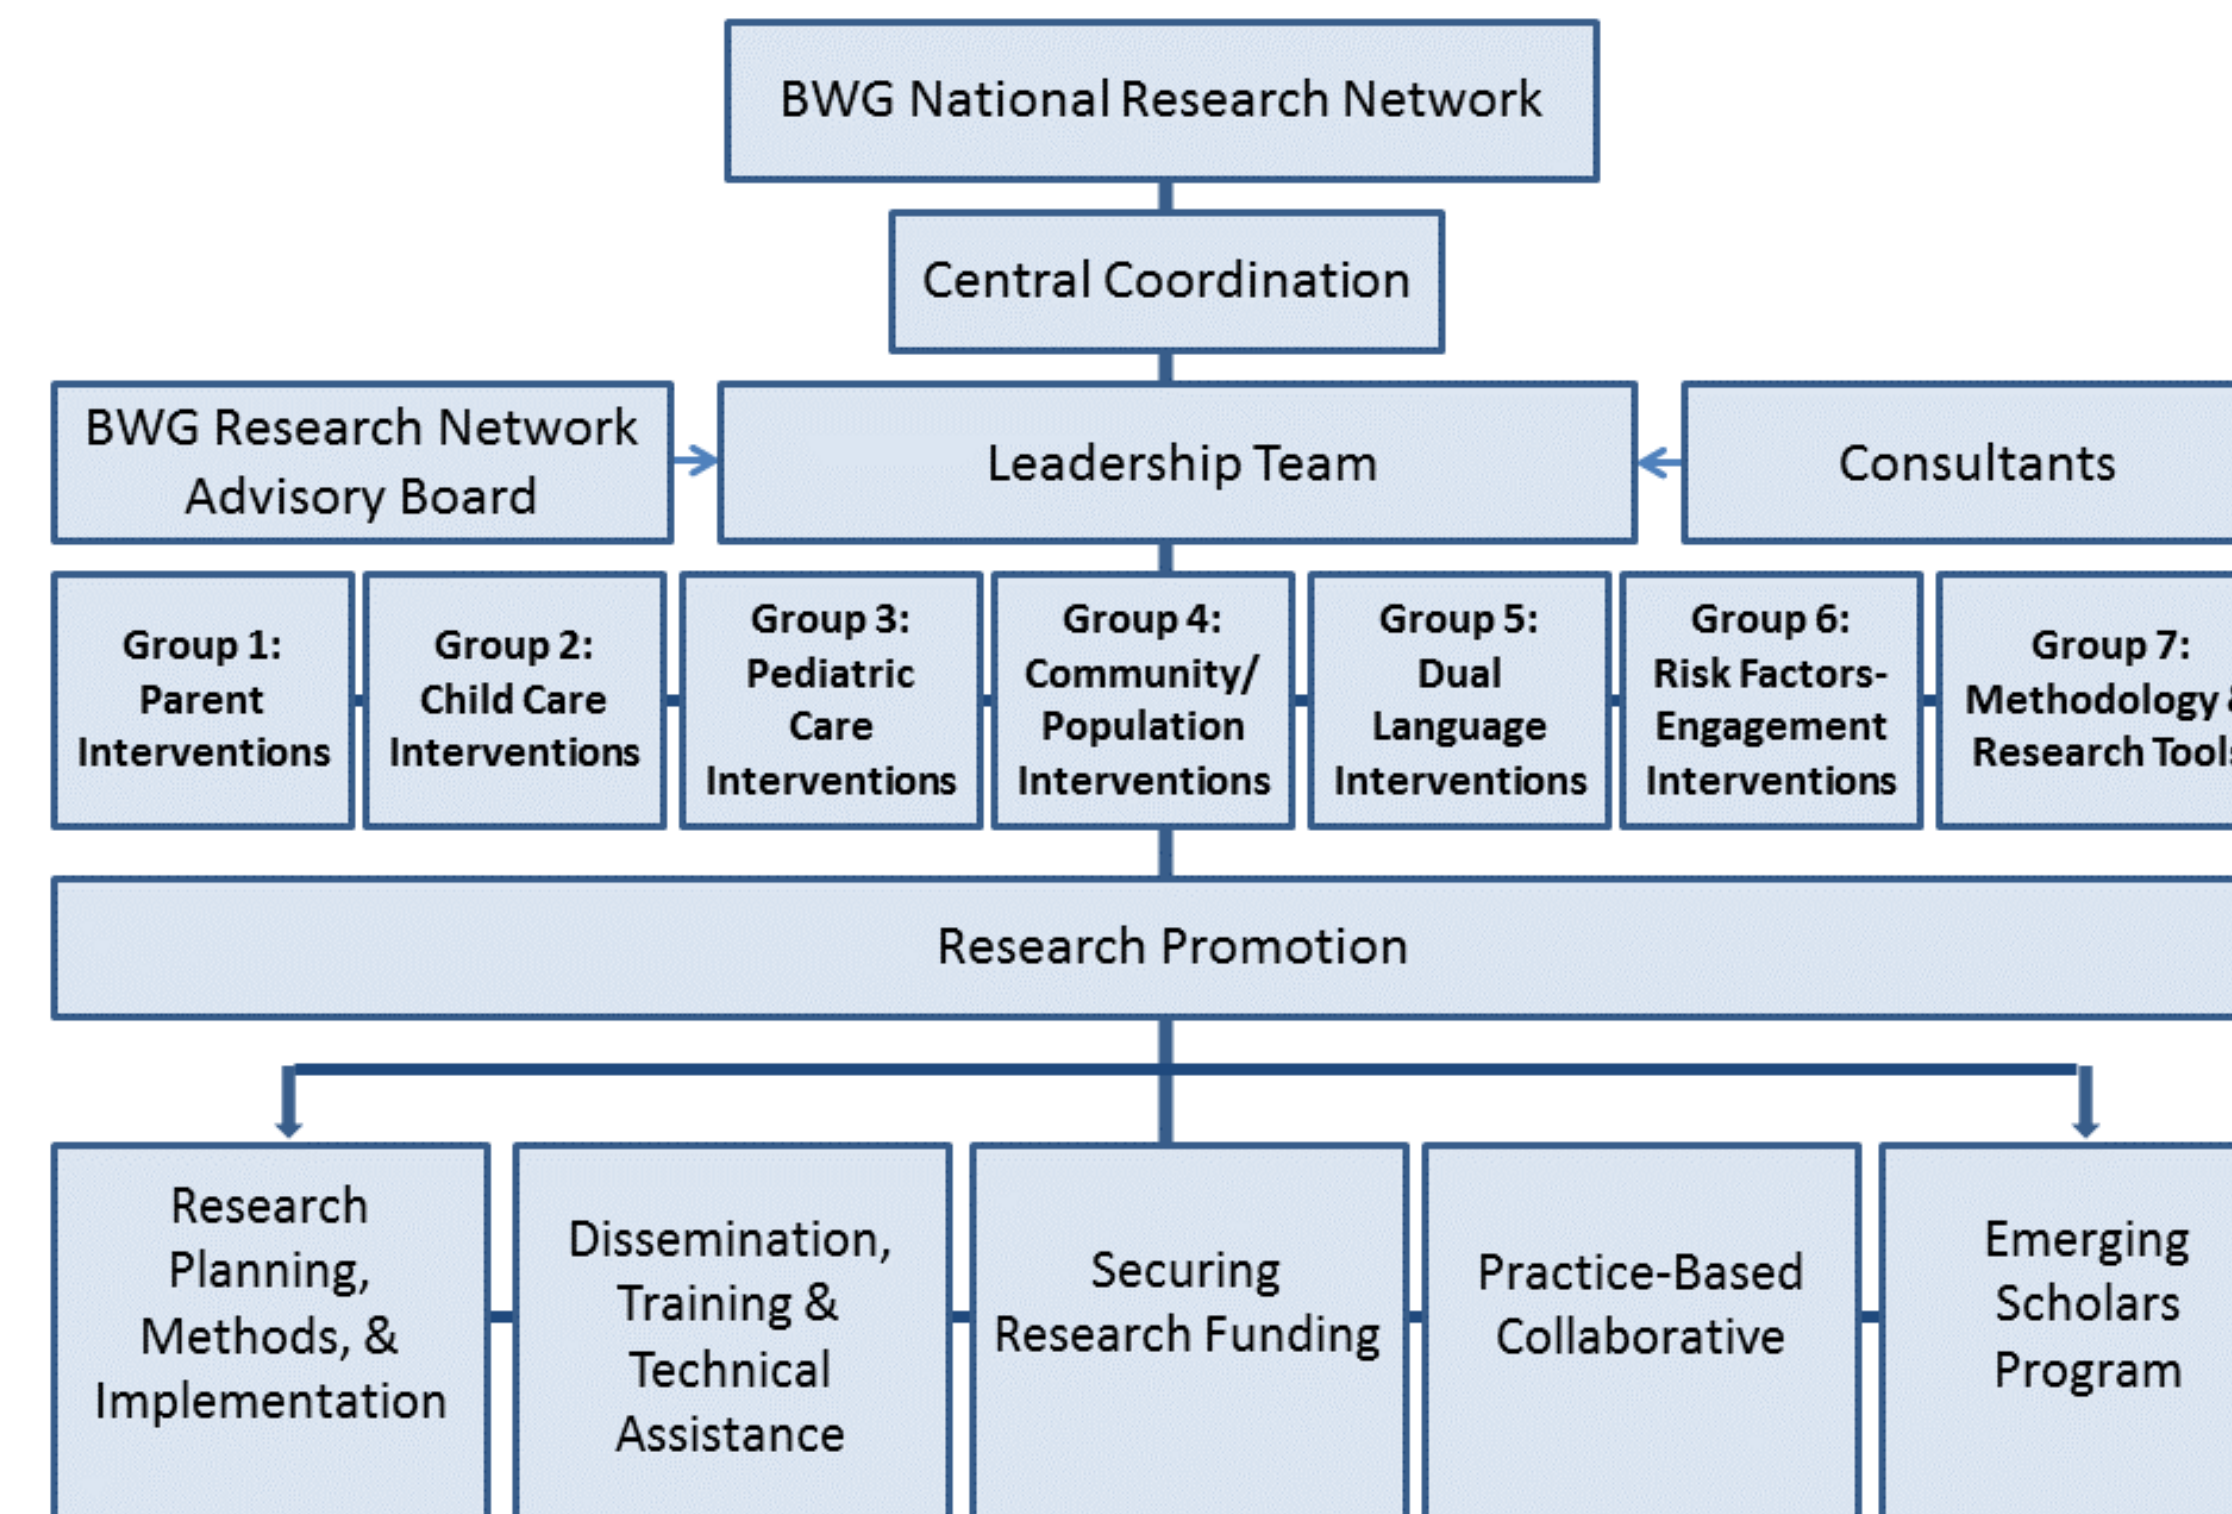 BWG National Research Network
Central Coordination
BWG Research Network
Advisory Board
Leadership Team
Consultants
Group 1:
Parent
Interventions
Group 2:
Child Care
Interventions
Group 3:
Pediatric
Care
Interventions
Group 4:
Community/
Population
Interventions
Group 5:
Dual
Language
Interventions
Group 6:
Risk Factors-
Engagement
Interventions
Group 7:
Methodology &
Research Tools
Research Promotion
Research
Planning,
Methods, &
Implementation
Dissemination,
Training &
Technical
Assistance
Securing
Research Funding
Practice-Based
Collaborative
Emerging
Scholars
Program